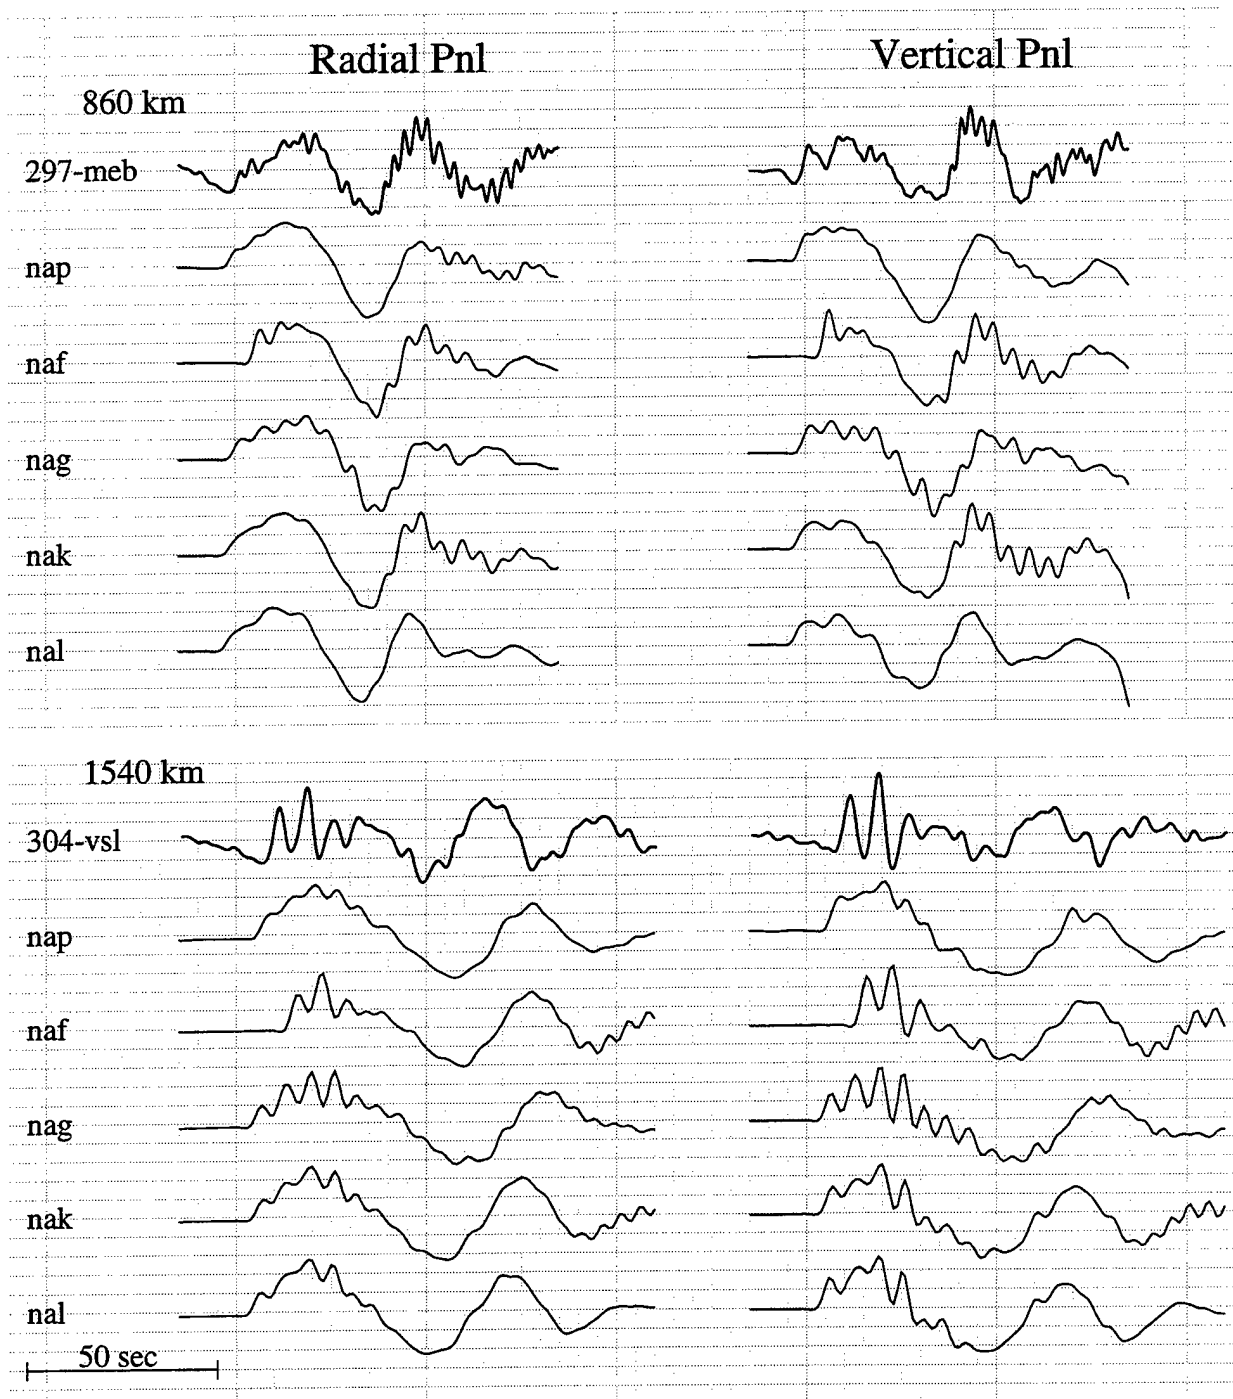 Radial Pnl
Vertical Pnl
860 km
297-meb
nap
naf
nag
nak
nal
1540 km
304-vsl
nap
naf
nag
nak
nal
50 sec